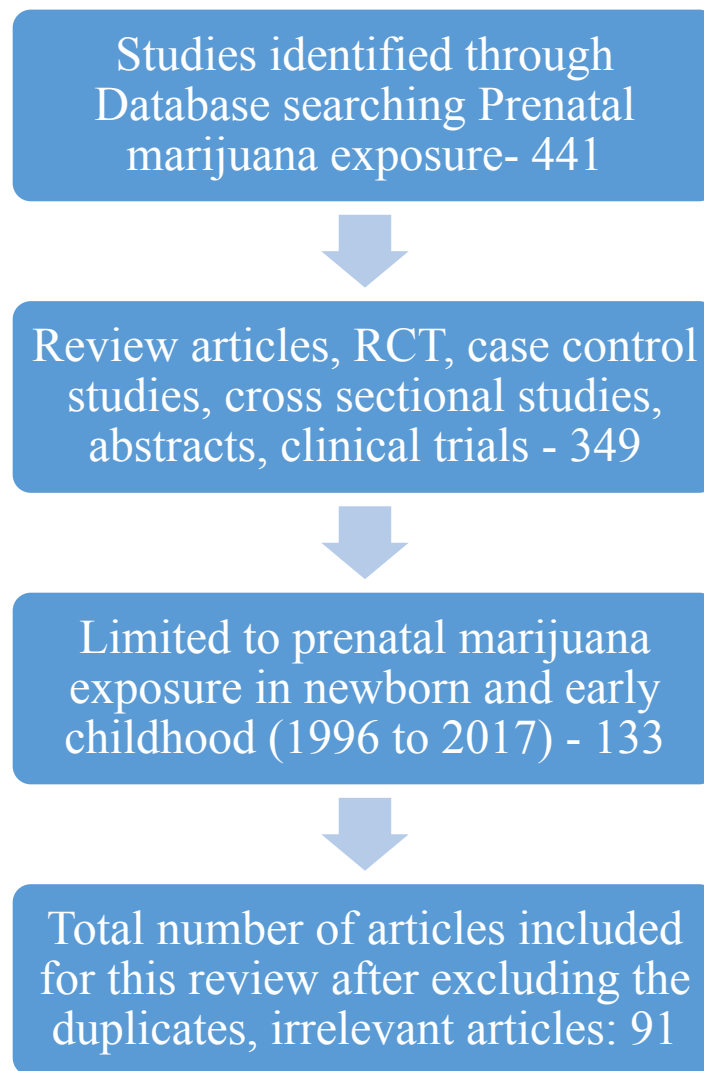 Studies identified through
Database searching Prenatal
marijuana exposure- 441
Review articles, RCT, case control
studies, cross sectional studies,
abstracts, clinical trials - 349
Limited to prenatal marijuana
exposure in newborn and early
childhood (1996 to 2017) - 133
Total number of articles included
for this review after excluding the
duplicates, irrelevant articles: 91